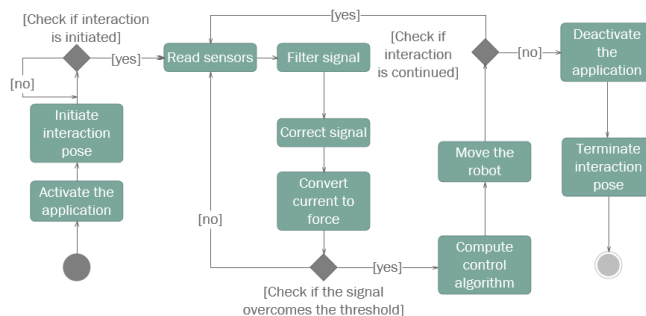 [Check if interaction
is initiated]
[no]
[yes]
Initiate
interaction
pose
Activate the
application
Read sensors
[yes]
Filter signal
Correct signal
Convert
current to
force
[no]
[yes]
[Check if the signal
overcomes the threshold]
Compute
control
algorithm
Move the
robot
[Check if
interaction
is continued]
[no]
Deactivate
the
application
Terminate
interaction
pose